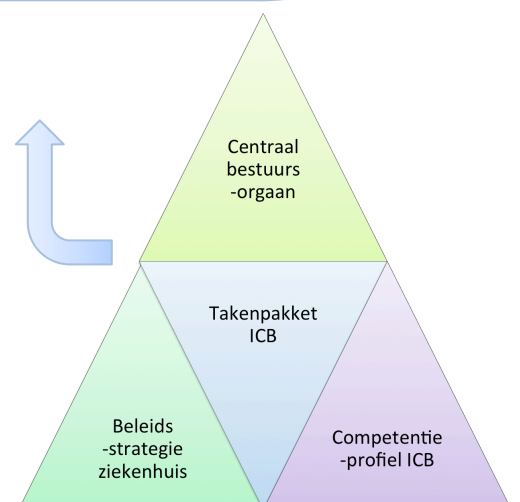 Centraal
bestuurs
-orgaan
Takenpakket
ICB
Beleids
-strategie
ziekenhuis
Competentie
-profiel ICB